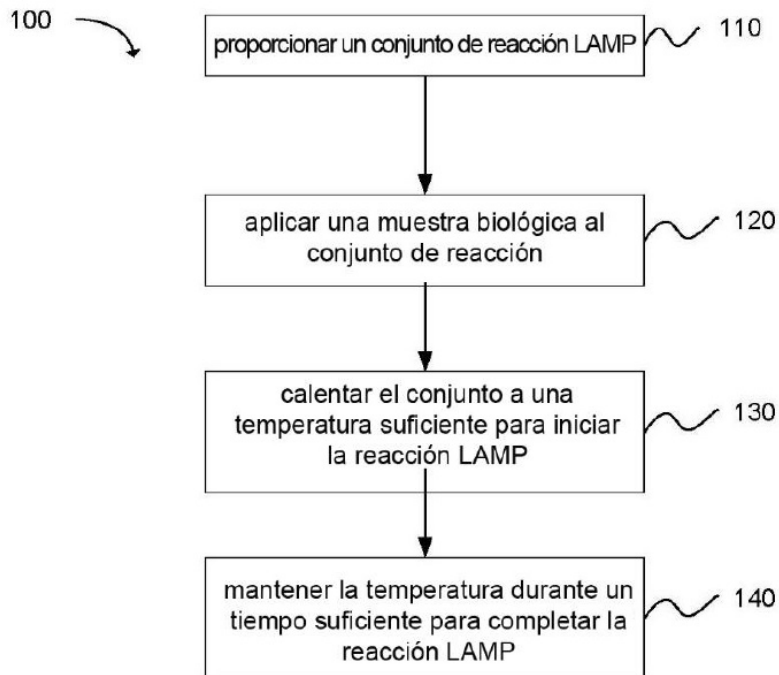 100
proporcionar un conjunto de reacción LAMP
110
aplicar una muestra biológica al
conjunto de reacción
120
calentar el conjunto a una
temperatura suficiente para iniciar
la reacción LAMP
130
mantener la temperatura durante un
tiempo suficiente para completar la
reacción LAMP
140